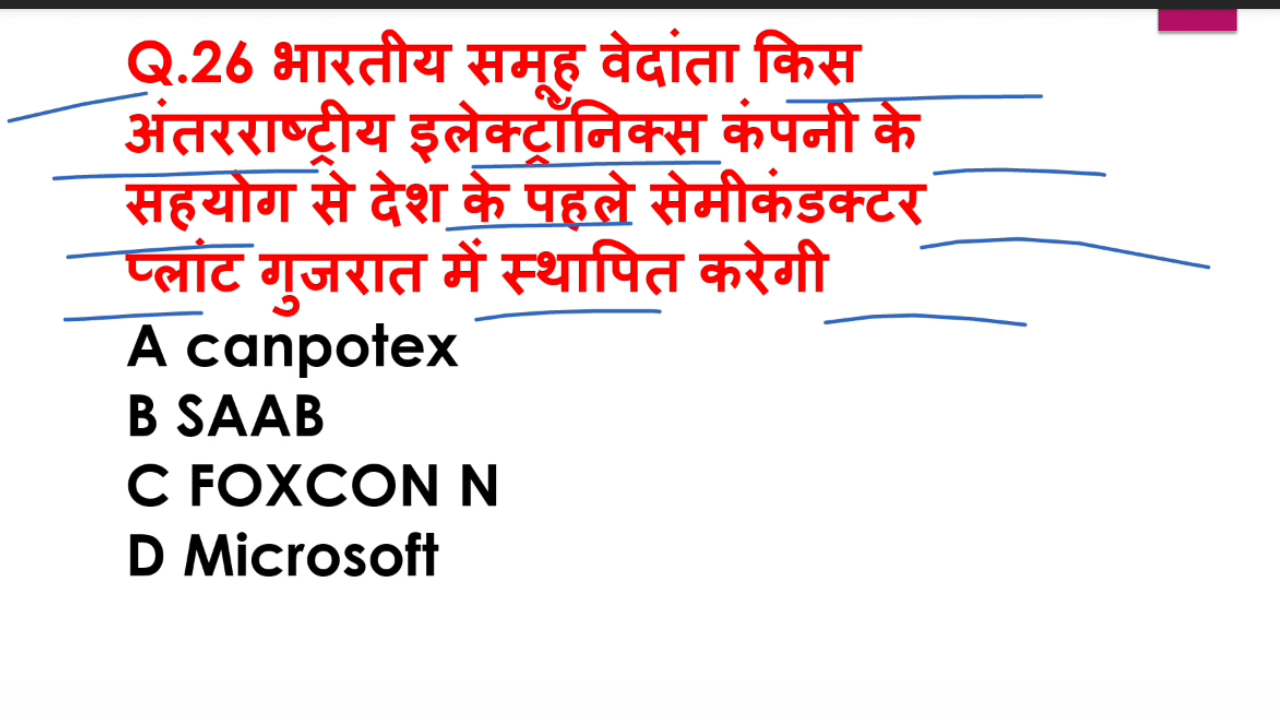 Q.26 भारतीय समूह वेदांता किस
अंतरराष्ट्रीय इलेक्ट्रॉनिक्स कंपनी के
सहयोग से देश के पहले सेमीकंडक्टर
प्लांट गुजरात में स्थापित करेगी
A canpotex
B SAAB
C FOXCON N
D Microsoft